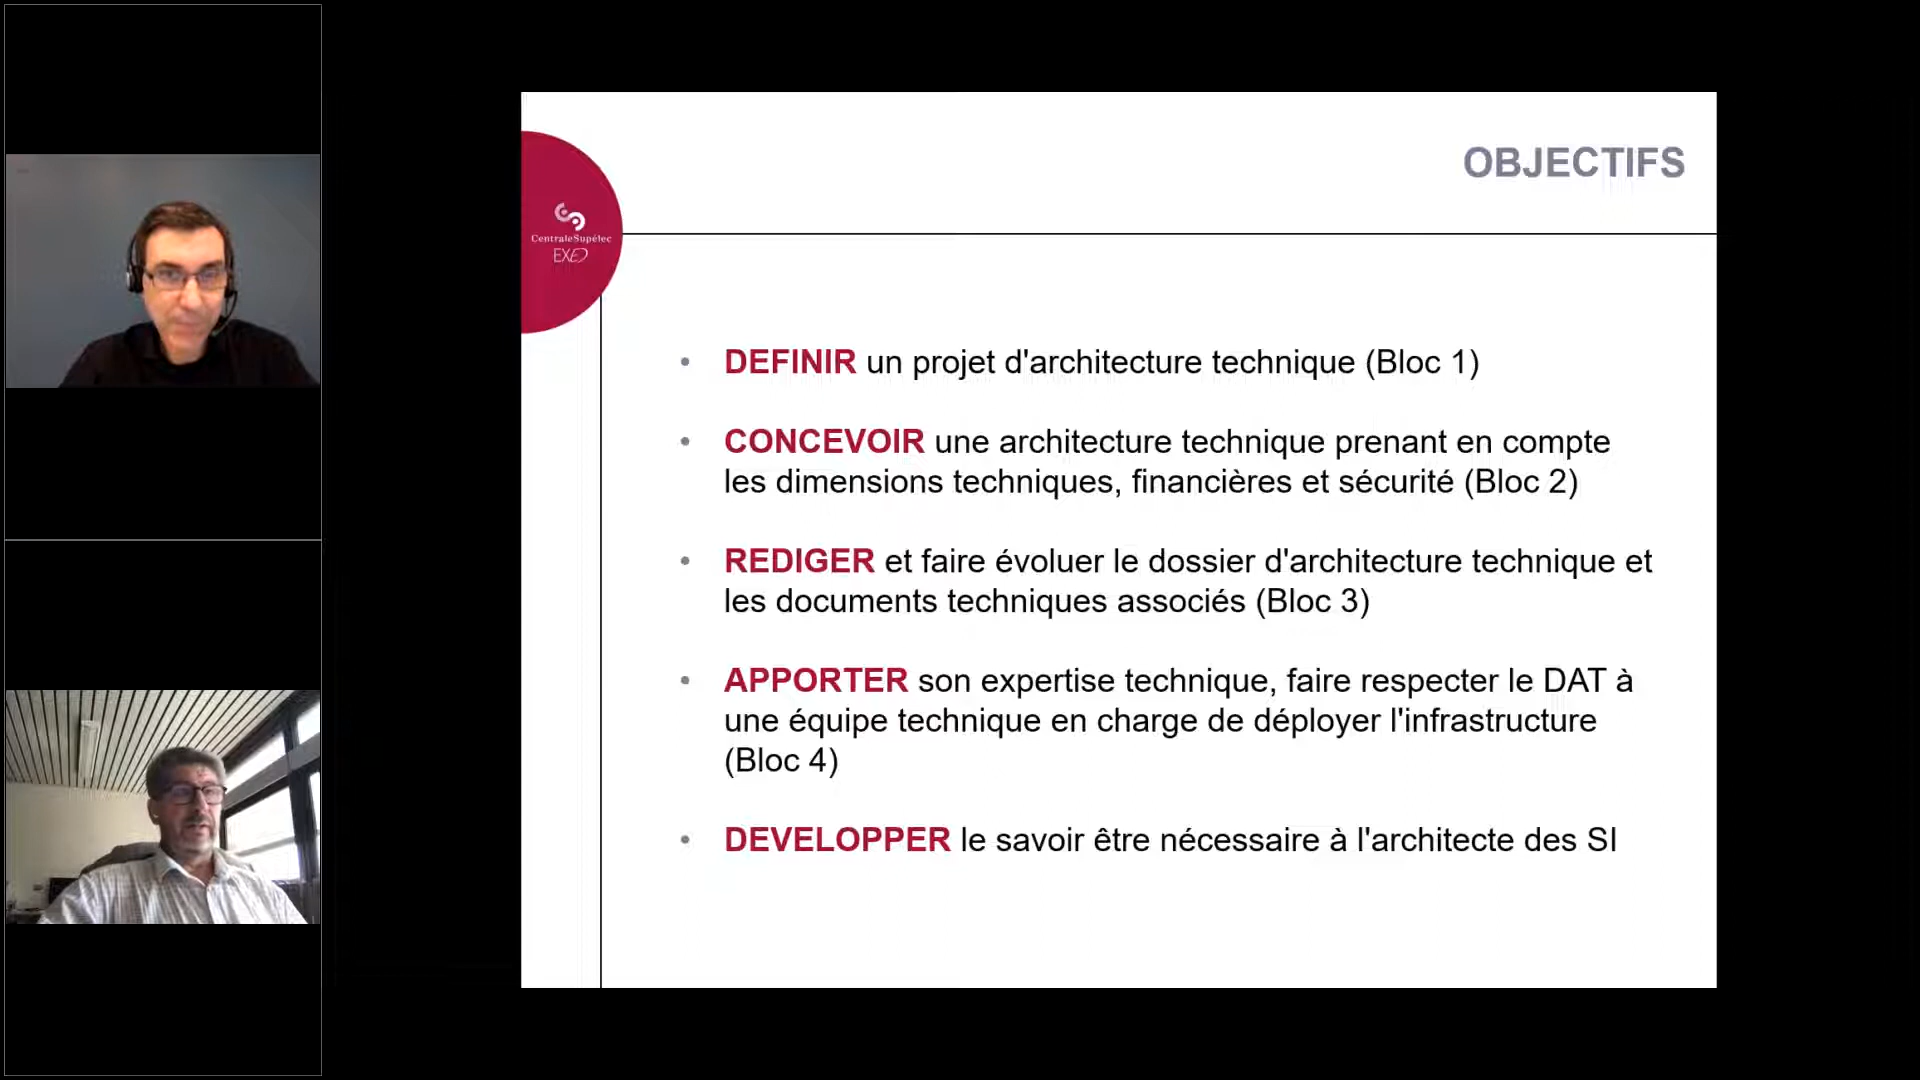 OBJECTIFS
CentraleSupélec
EXED
• DEFINIR un projet d'architecture technique (Bloc 1)
• CONCEVOIR une architecture technique prenant en compte
les dimensions techniques, financières et sécurité (Bloc 2)
• REDIGER et faire évoluer le dossier d'architecture technique et
les documents techniques associés (Bloc 3)
• APPORTER son expertise technique, faire respecter le DAT à
une équipe technique en charge de déployer l'infrastructure
(Bloc 4)
• DEVELOPPER le savoir être nécessaire à l'architecte des SI